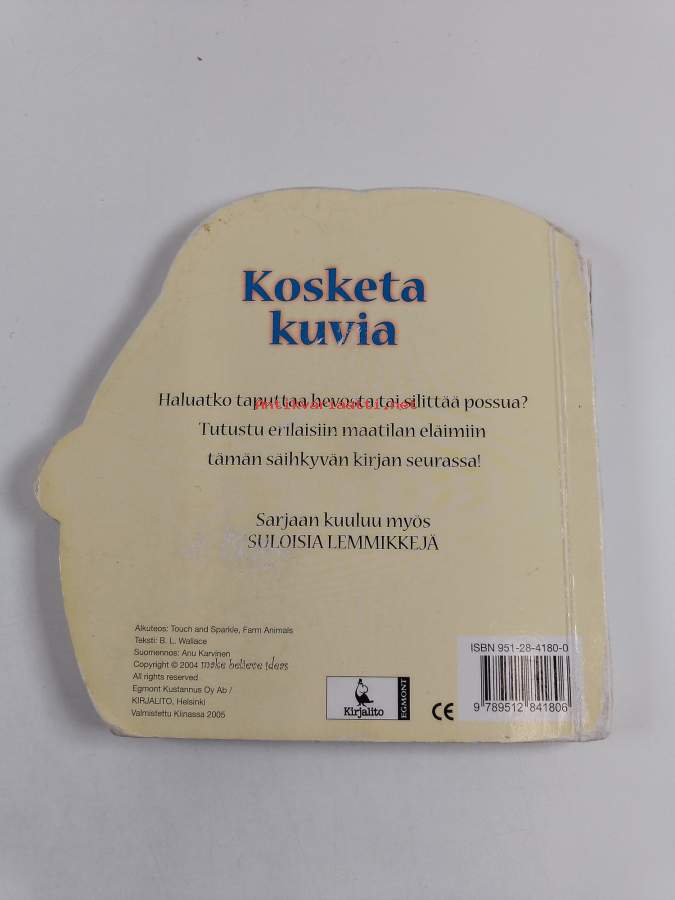 Kosketa
kuvia
Haluatko taputtaa hevosta tai silittää possua?
Antikvariaatti.net
Tutustu erilaisiin maatilan eläimiin
tämän säihkyvän kirjan seurassa!
Sarjaan kuuluu myös
SULOISIA LEMMIKKEJÄ
Alkuteos: Touch and Sparkle, Farm Animals
Teksti: B. L. Wallace
Suomennos: Anu Karvinen
Copyright © 2004 make believe ideas
All rights reserved
Egmont Kustannus Oy Ab /
KIRJALITO, Helsinki
Valmistettu Kiinassa 2005
Kirjalito
EGMONT
CE
ISBN 951-28-4180-0
9 789512 841806